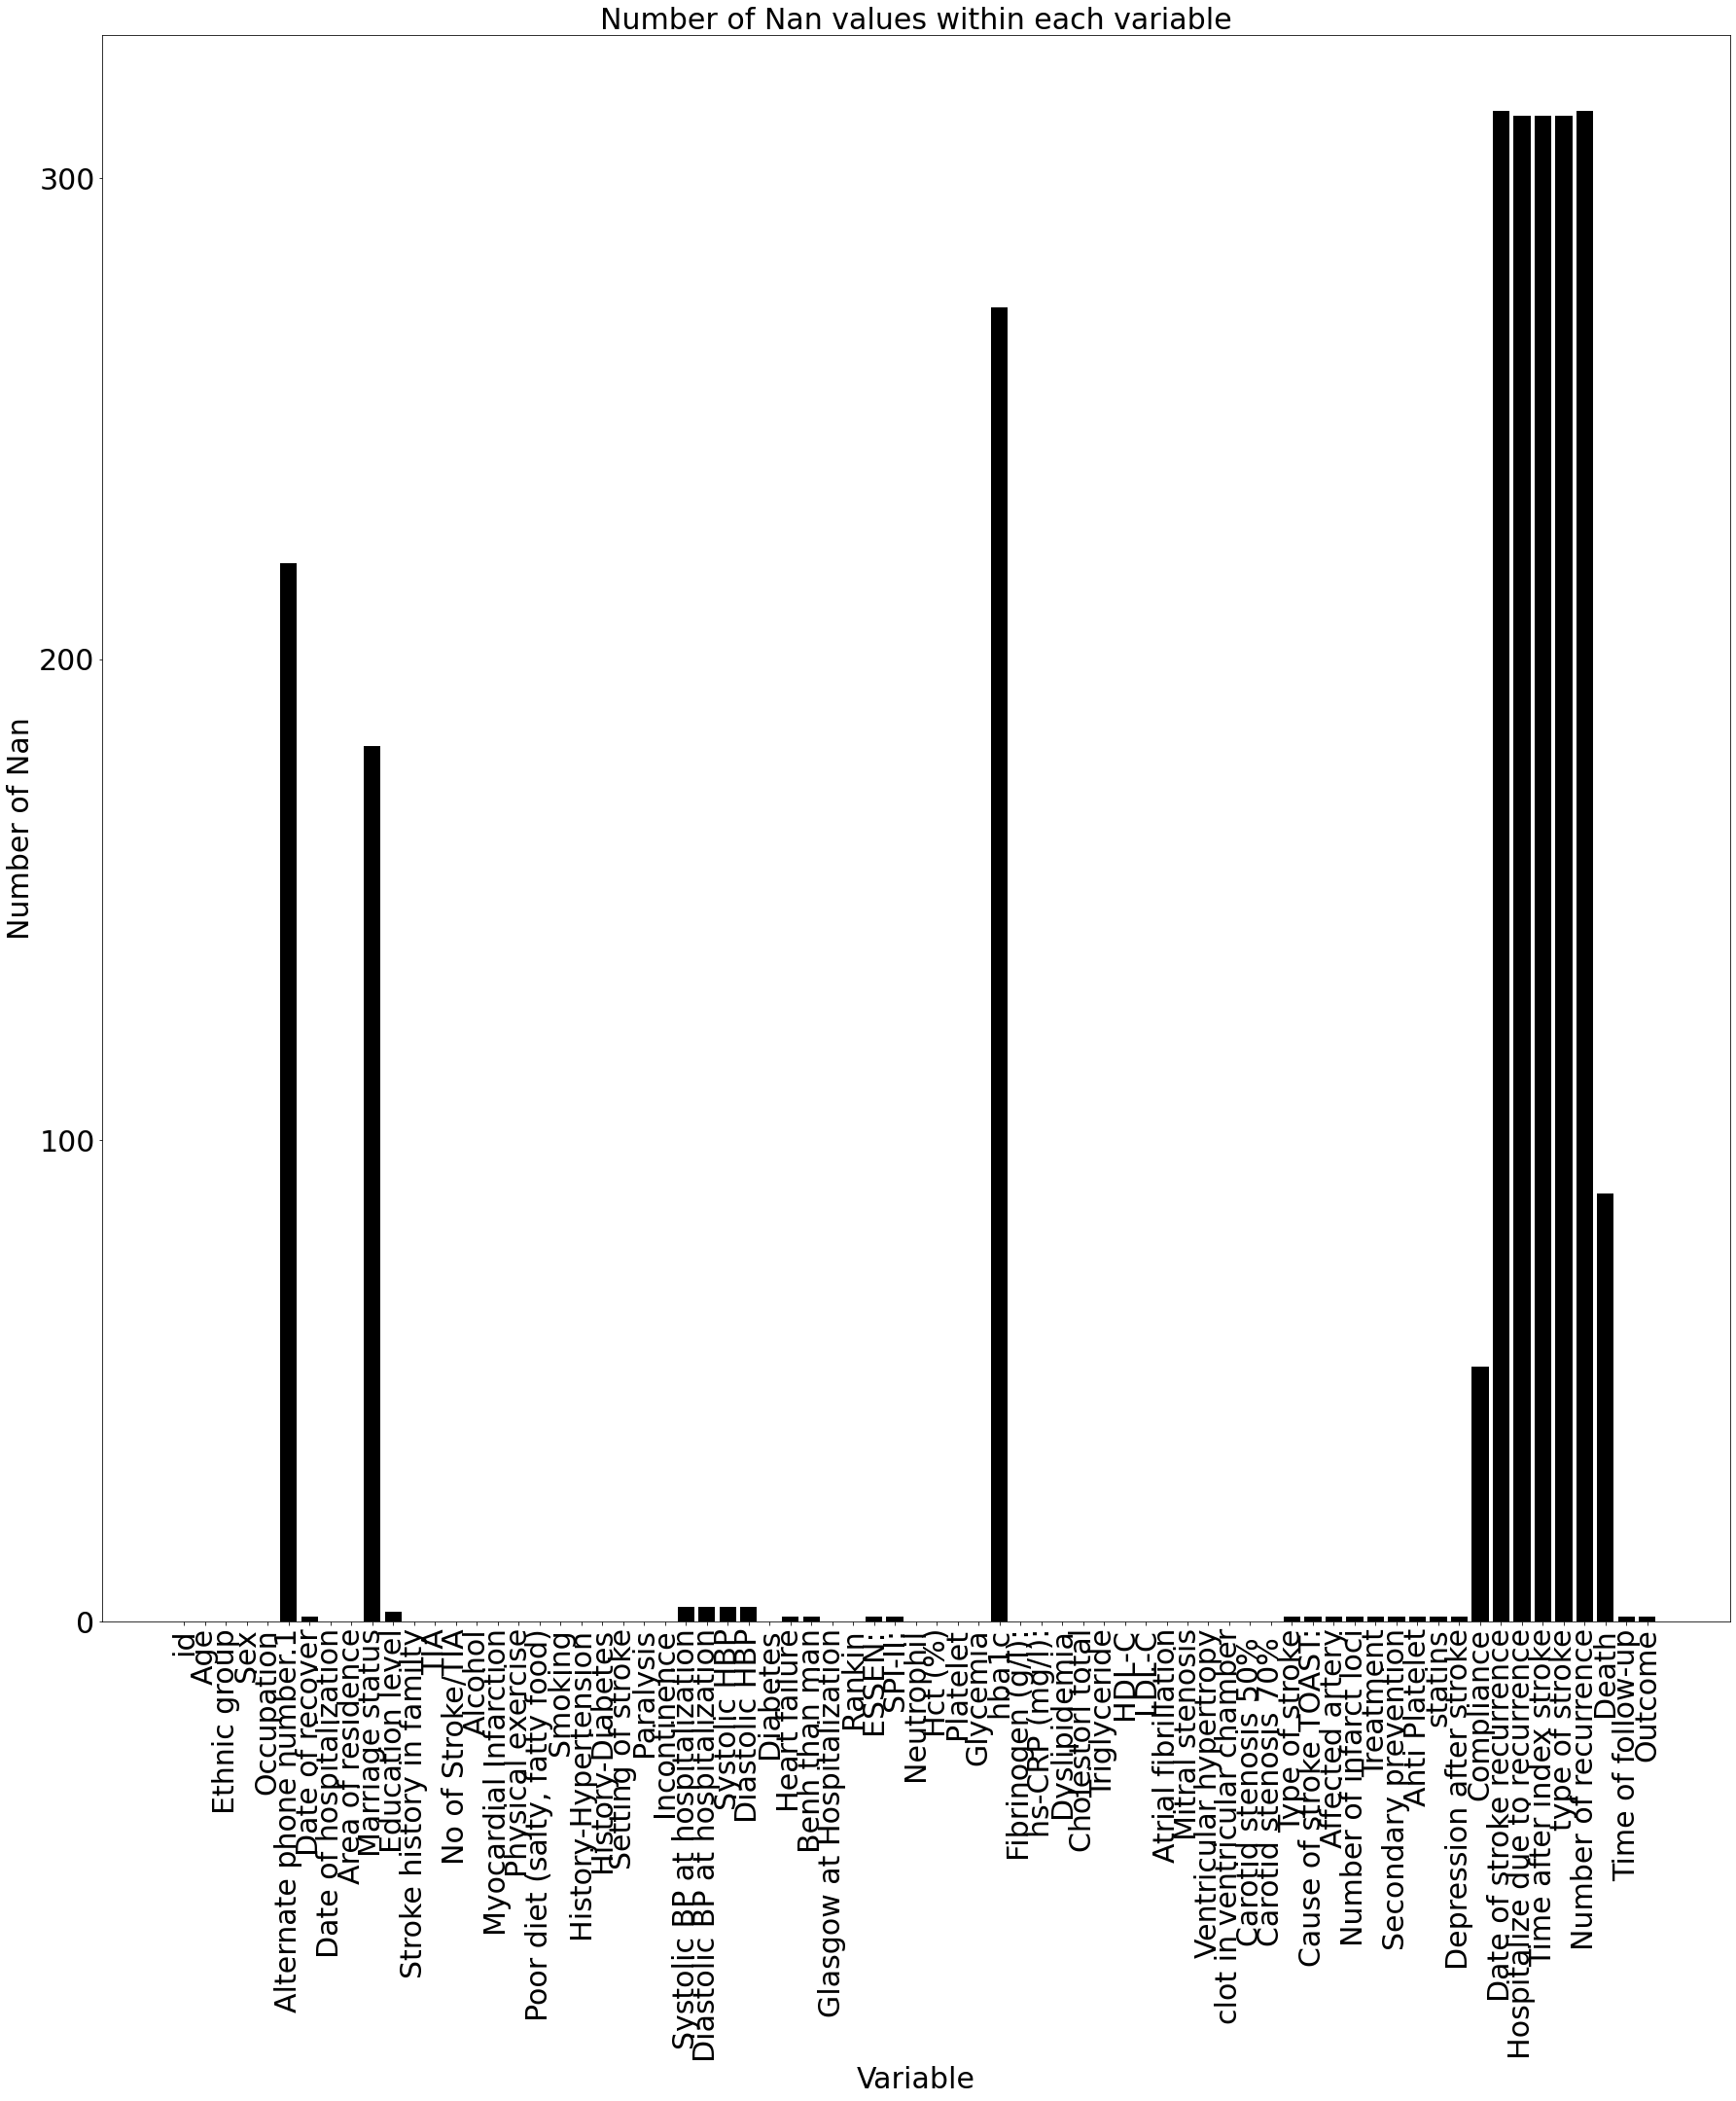 Number of Nan values within each variable
300
200
100
0
Number of Nan
id
Age
Ethnic group
Sex
Occupation
Alternate phone number.1
Date of recover
Date of hospitalization
Area of residence
Marriage status
Education level
Stroke history in family
TIA
No of Stroke/TIA
Alcohol
Myocardial Infarction
Physical exercise
Poor diet (salty, fatty food)
Smoking
History-Hypertension
History-Diabetes
Setting of stroke
Paralysis
Incontinence
Systolic BP at hospitalization
Diastolic BP at hospitalization
Systolic HBP
Diastolic HBP
Diabetes
Heart failure
Benh than man
Glasgow at Hospitalization
Rankin
ESSEN:
SPI-II:
Neutrophil
Hct (%)
Platelet
Glycemia
hba1c
Fibrinogen (g/l):
hs-CRP (mg/l):
Dyslipidemia
Cholestorl total
Triglyceride
HDL-C
LDL-C
Atrial fibrillation
Mitral stenosis
Ventricular hypertropy
clot in ventricular chamber
Carotid stenosis 50%
Carotid stenosis 70%
Type of stroke
Cause of stroke TOAST:
Affected artery
Number of infarct loci
Treatment
Secondary prevention
Anti Platelet
statins
Depression after stroke
Compliance
Date of stroke recurrence
Hospitalize due to recurrence
Time after index stroke
type of stroke
Number of recurrence
Death
Time of follow-up
Outcome
Variable